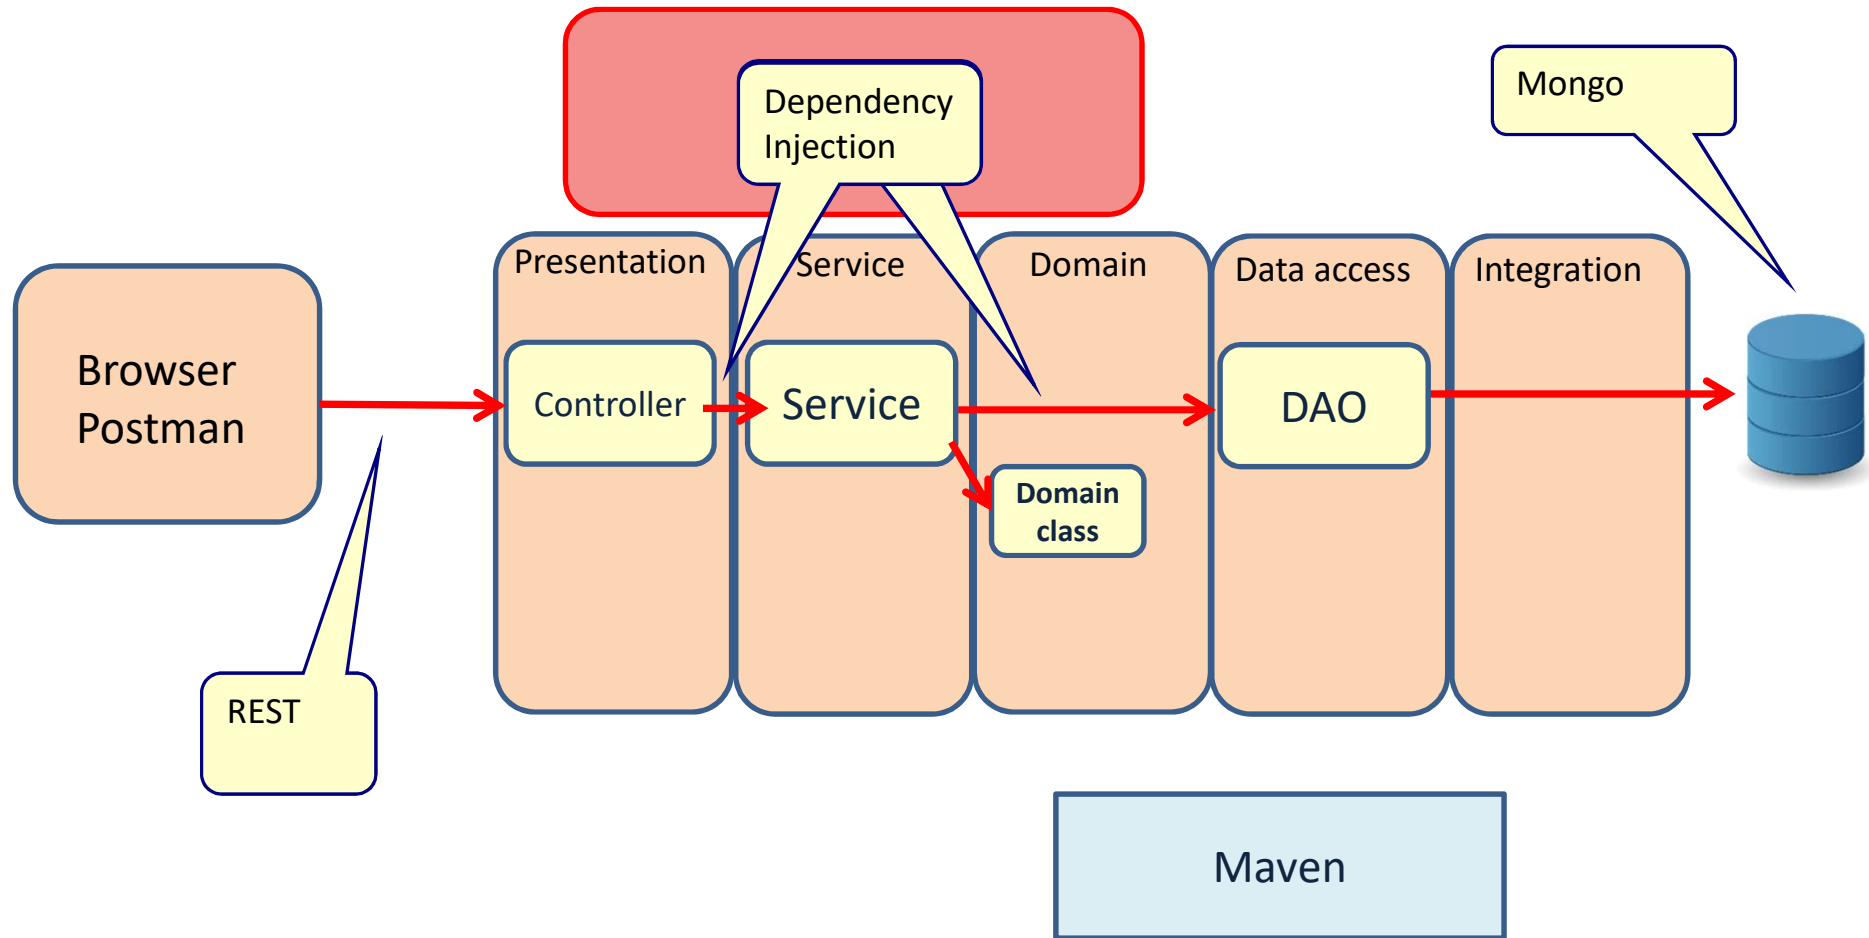 Dependency
Injection
Mongo
Presentation
Service
Domain
Data access
Integration
Browser
Postman
Controller
Service
DAO
Domain
class
REST
Maven